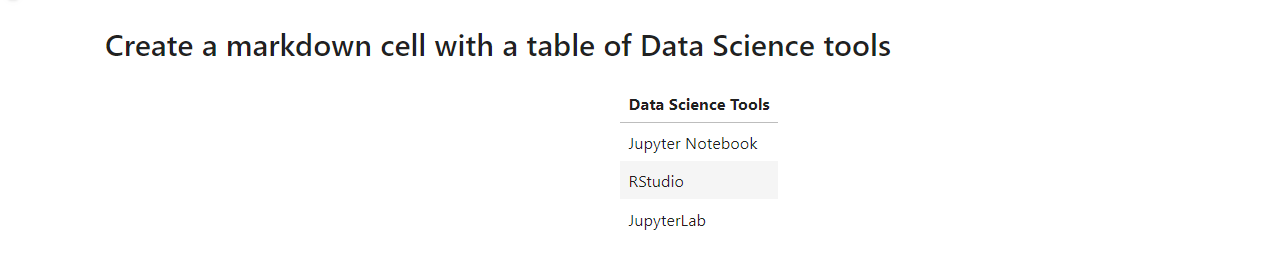 Create a markdown cell with a table of Data Science tools
Data Science Tools
Jupyter Notebook
RStudio
JupyterLab